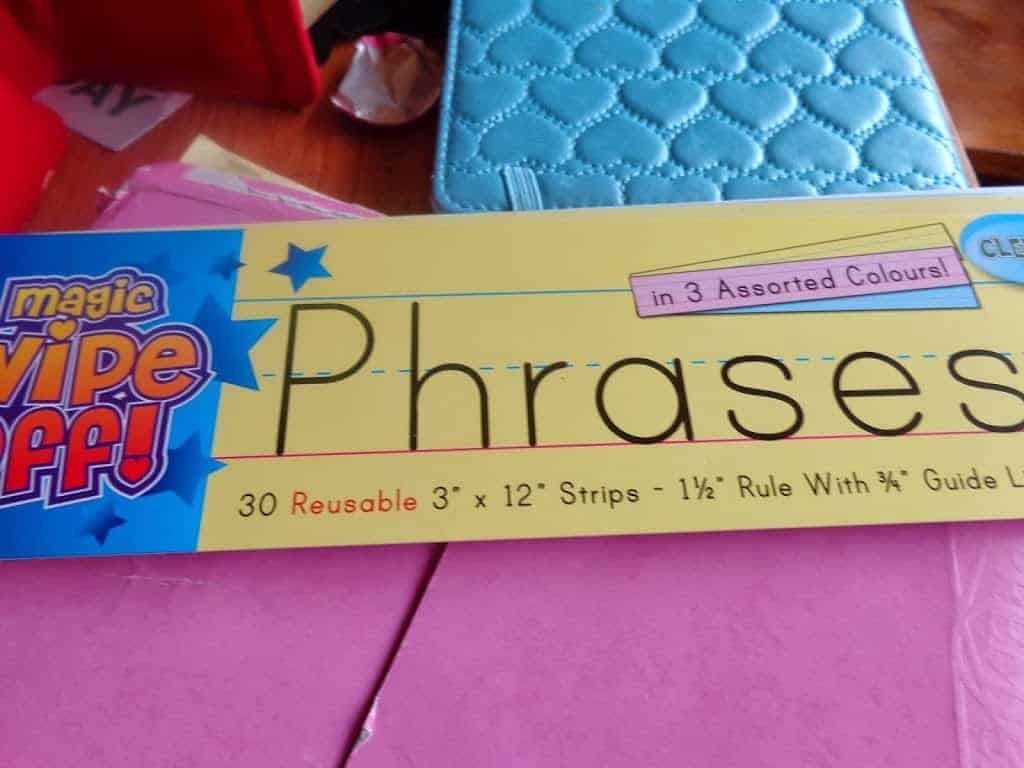 AY
magic
wipe
off!
Phrases
in 3 Assorted Colours!
30 Reusable 3" x 12" Strips - 1½" Rule With ¾" Guide